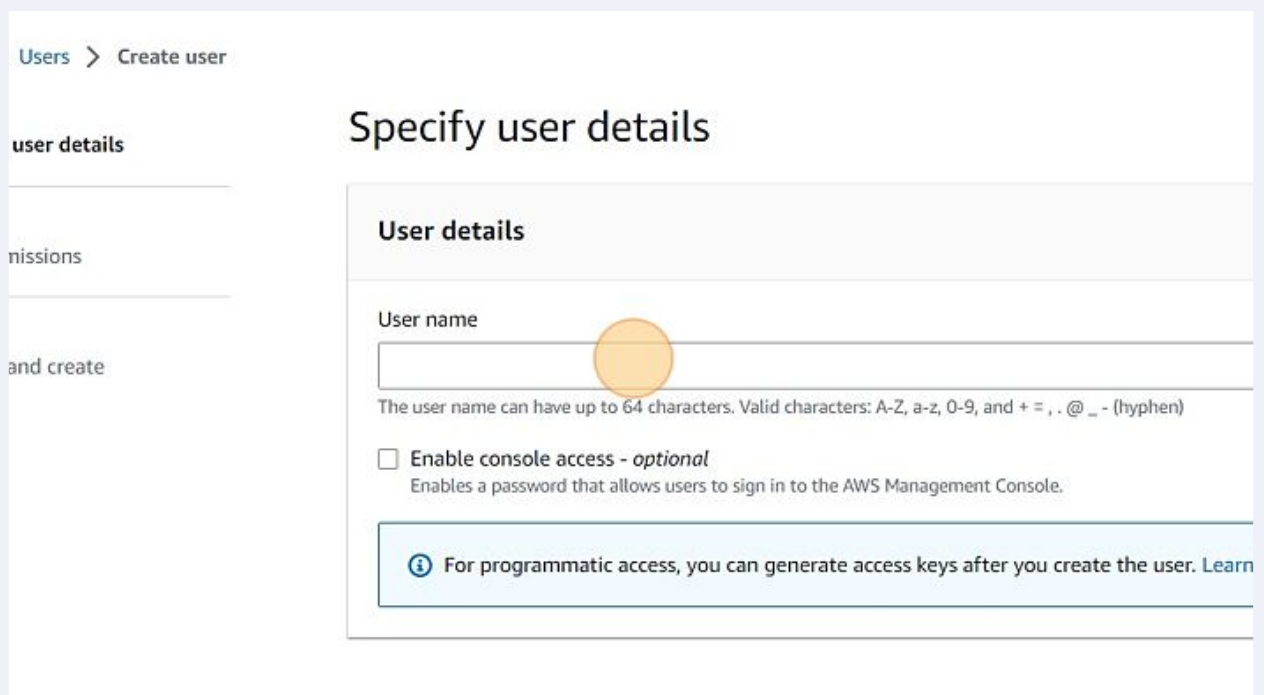 Users > Create user
user details
missions
and create
Specify user details
User details
User name
The user name can have up to 64 characters. Valid characters: A-Z, a-z, 0-9, and + = , . @ _ - (hyphen)
Enable console access - optional
Enables a password that allows users to sign in to the AWS Management Console.
For programmatic access, you can generate access keys after you create the user. Learn